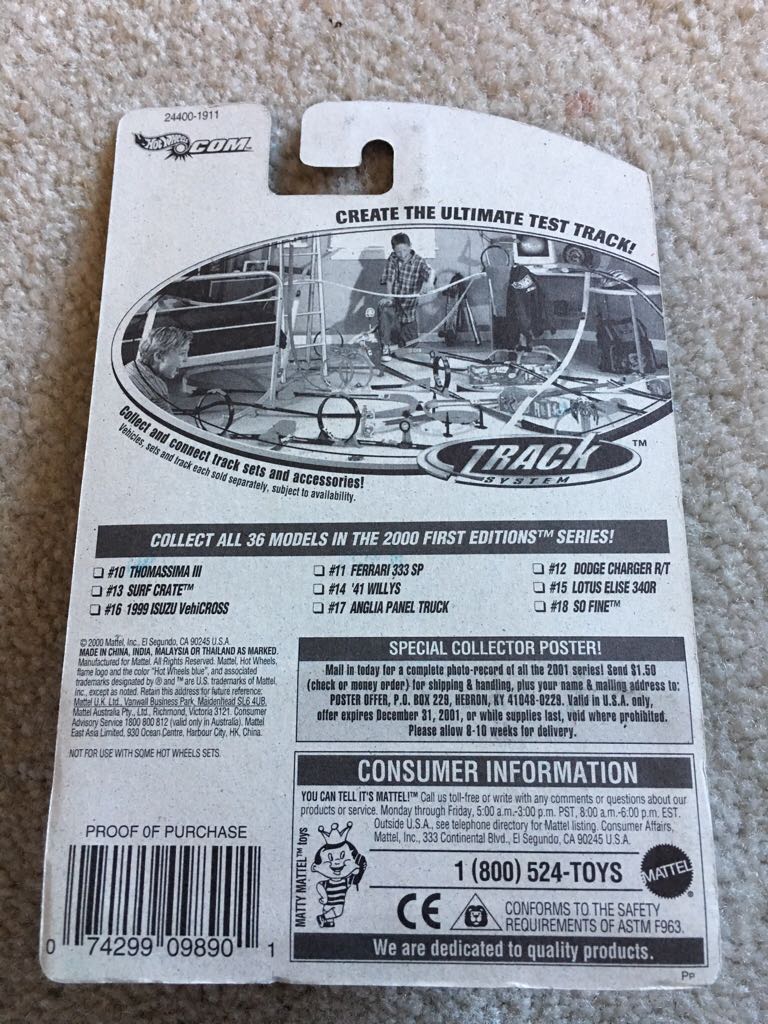 24400-1911
Hot Wheels .COM™
CREATE THE ULTIMATE TEST TRACK!
Collect and connect track sets and accessories!
Vehicles, sets and track each sold separately, subject to availability.
TRACK ™
SYSTEM
COLLECT ALL 36 MODELS IN THE 2000 FIRST EDITIONS™ SERIES!
#10 THOMASSIMA III #11 FERRARI 333 SP #12 DODGE CHARGER R/T
#13 SURF CRATE™ #14 '41 WILLYS #15 LOTUS ELISE 340R
#16 1999 ISUZU VehiCROSS #17 ANGLIA PANEL TRUCK #18 SO FINE™
© 2000 Mattel, Inc., El Segundo, CA 90245 U.S.A.
MADE IN CHINA, INDIA, MALAYSIA OR THAILAND AS MARKED.
Manufactured for Mattel. All Rights Reserved. Mattel, Hot Wheels,
flame logo and the color "Hot Wheels blue", and associated
trademarks designated by ® and ™ are U.S. trademarks of Mattel,
Inc., except as noted. Retain this address for future reference:
Mattel U.K. Ltd., Vanwall Business Park, Maidenhead SL6 4UB.
Mattel Australia Pty., Ltd., Richmond, Victoria 3121. Consumer
Advisory Service 1800 800 812 (valid only in Australia). Mattel
East Asia Limited, 930 Ocean Centre, Harbour City, HK, China.
NOT FOR USE WITH SOME HOT WHEELS SETS.
SPECIAL COLLECTOR POSTER!
Mail in today for a complete photo-record of all the 2001 series! Send $1.50
(check or money order) for shipping & handling, plus your name & mailing address to:
POSTER OFFER, P.O. BOX 229, HEBRON, KY 41048-0229. Valid in U.S.A. only,
offer expires December 31, 2001, or while supplies last, void where prohibited.
Please allow 8-10 weeks for delivery.
CONSUMER INFORMATION
YOU CAN TELL IT'S MATTEL!™ Call us toll-free or write with any comments or questions about our
products or service. Monday through Friday, 5:00 a.m.-3:00 p.m. PST, 8:00 a.m.-6:00 p.m. EST.
Outside U.S.A., see telephone directory for Mattel listing. Consumer Affairs,
Mattel, Inc., 333 Continental Blvd., El Segundo, CA 90245 U.S.A.
MATTY MATTEL™ toys
1 (800) 524-TOYS
MATTEL®
CE
CONFORMS TO THE SAFETY
REQUIREMENTS OF ASTM F963.
We are dedicated to quality products.
PROOF OF PURCHASE
0 74299 09890 1
PP